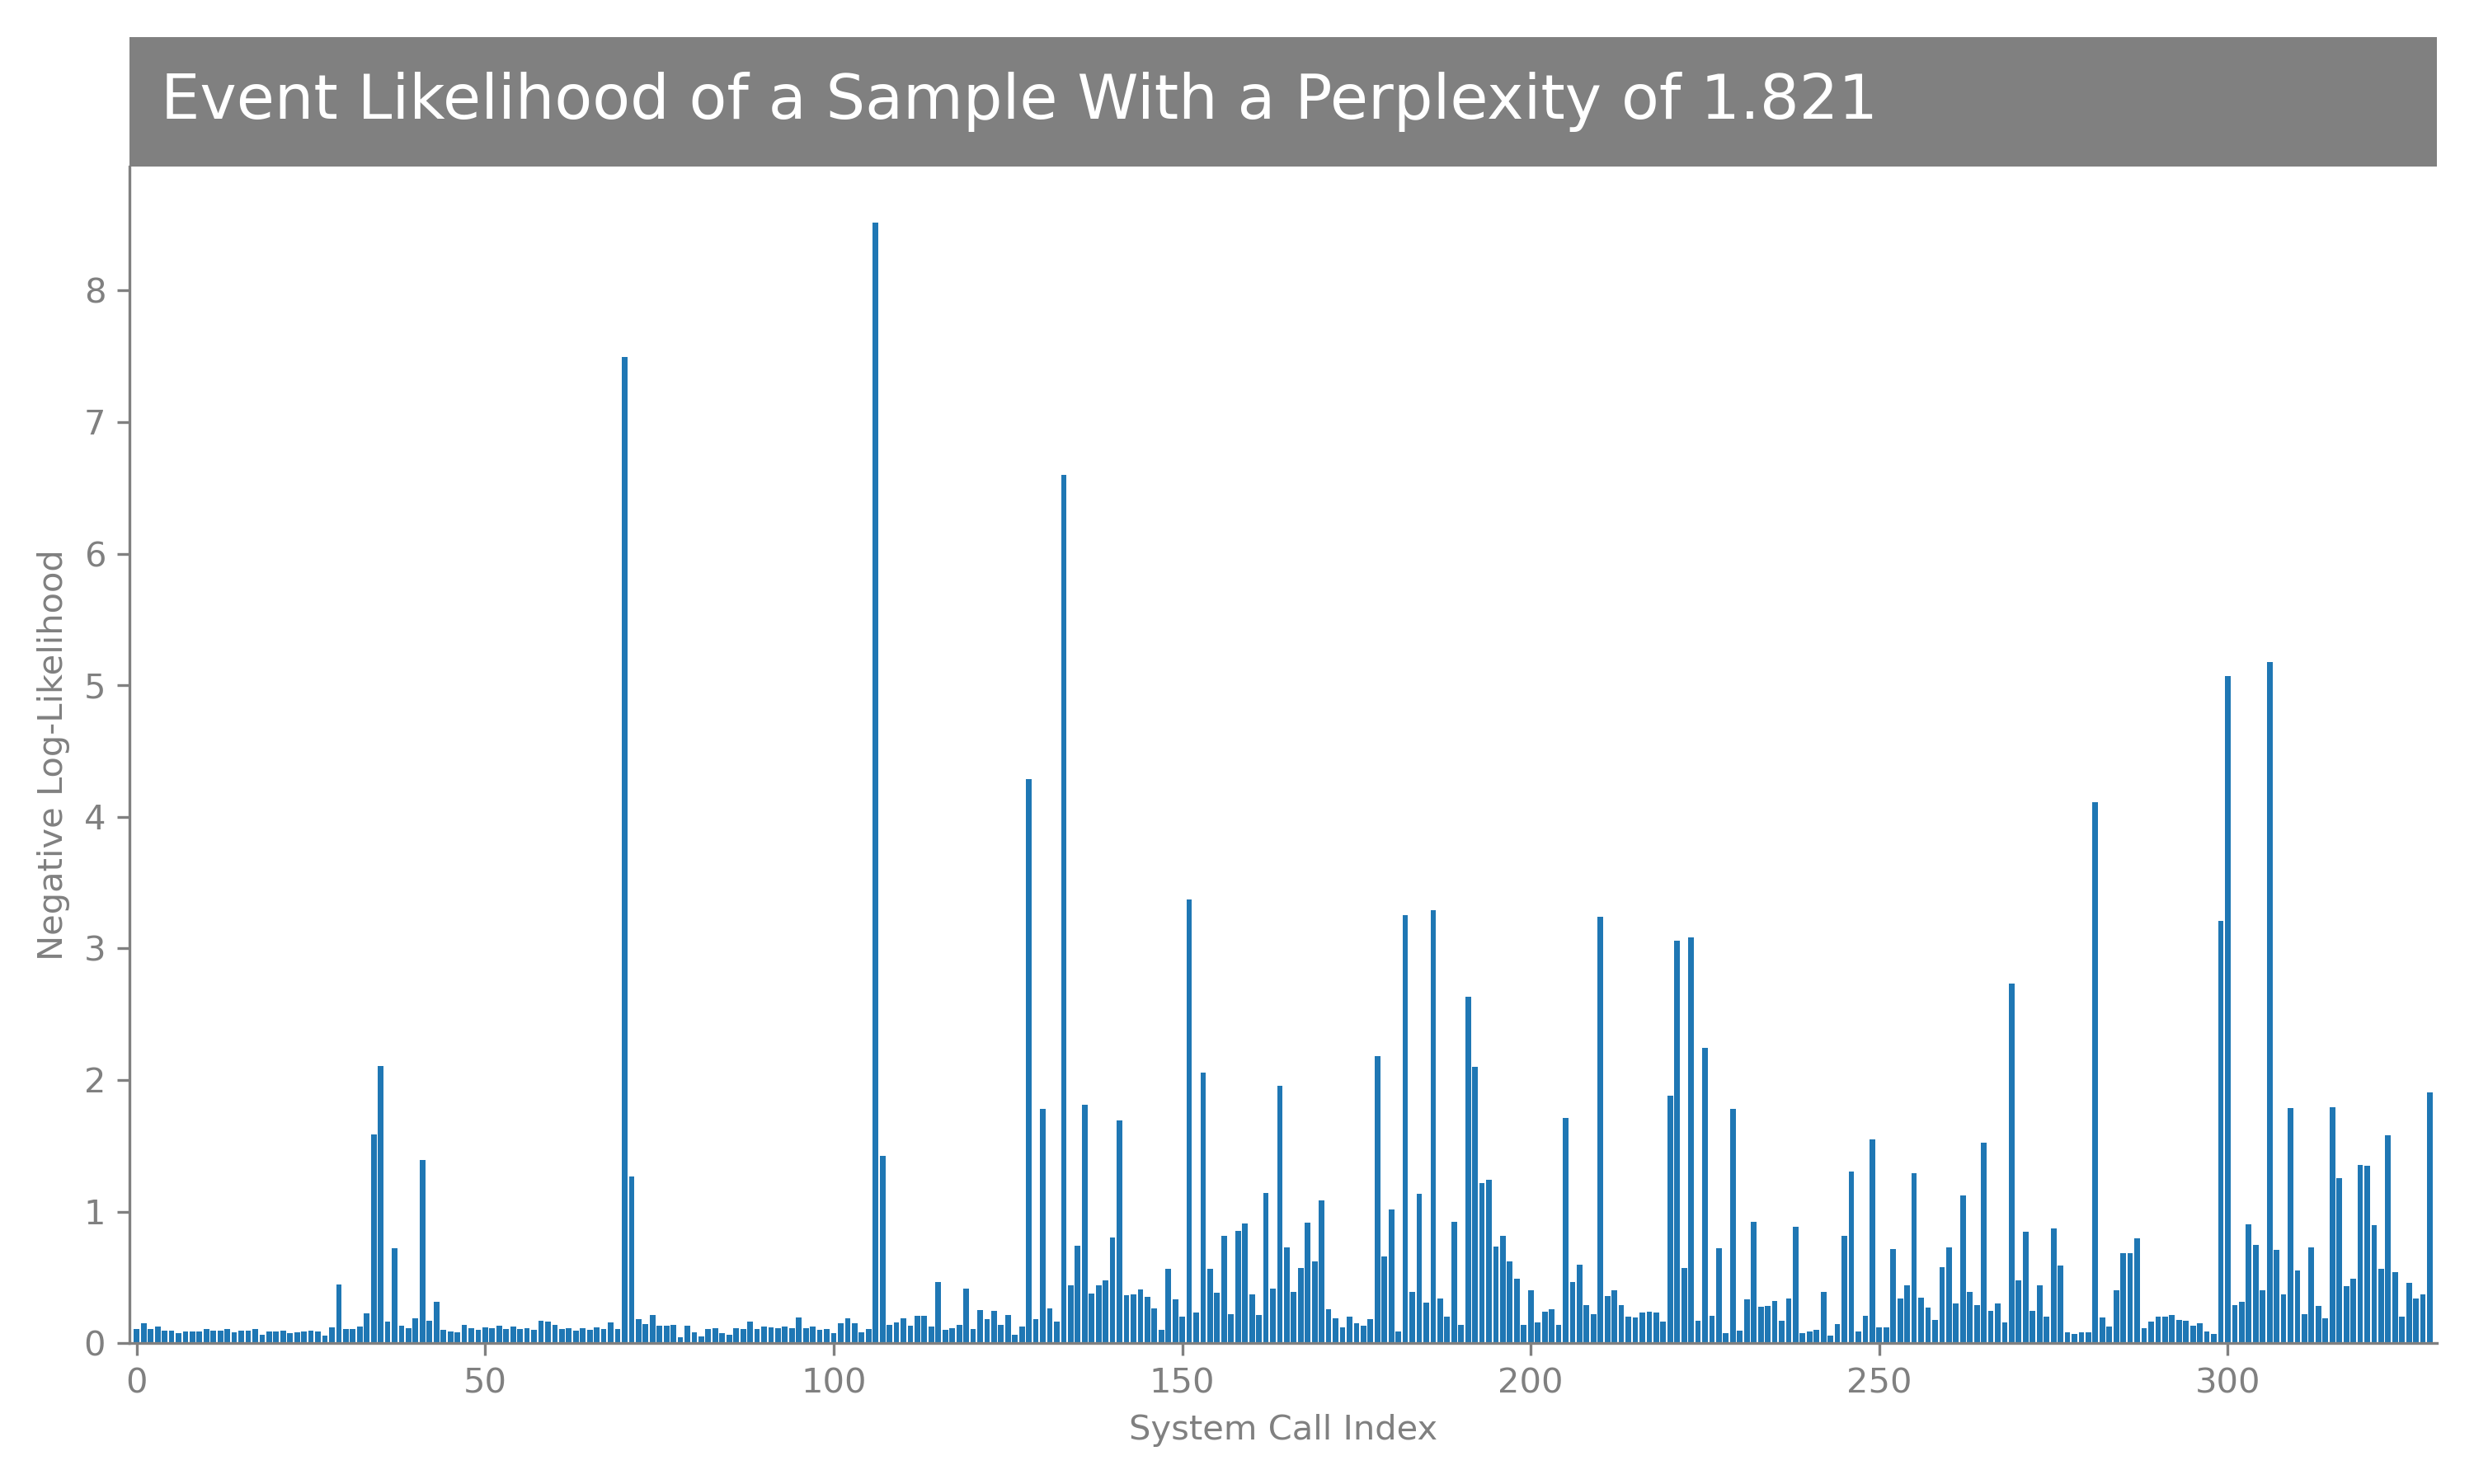 Event Likelihood of a Sample With a Perplexity of 1.821
Negative Log-Likelihood
8
7
6
5
4
3
2
1
0
0 50 100 150 200 250 300
System Call Index